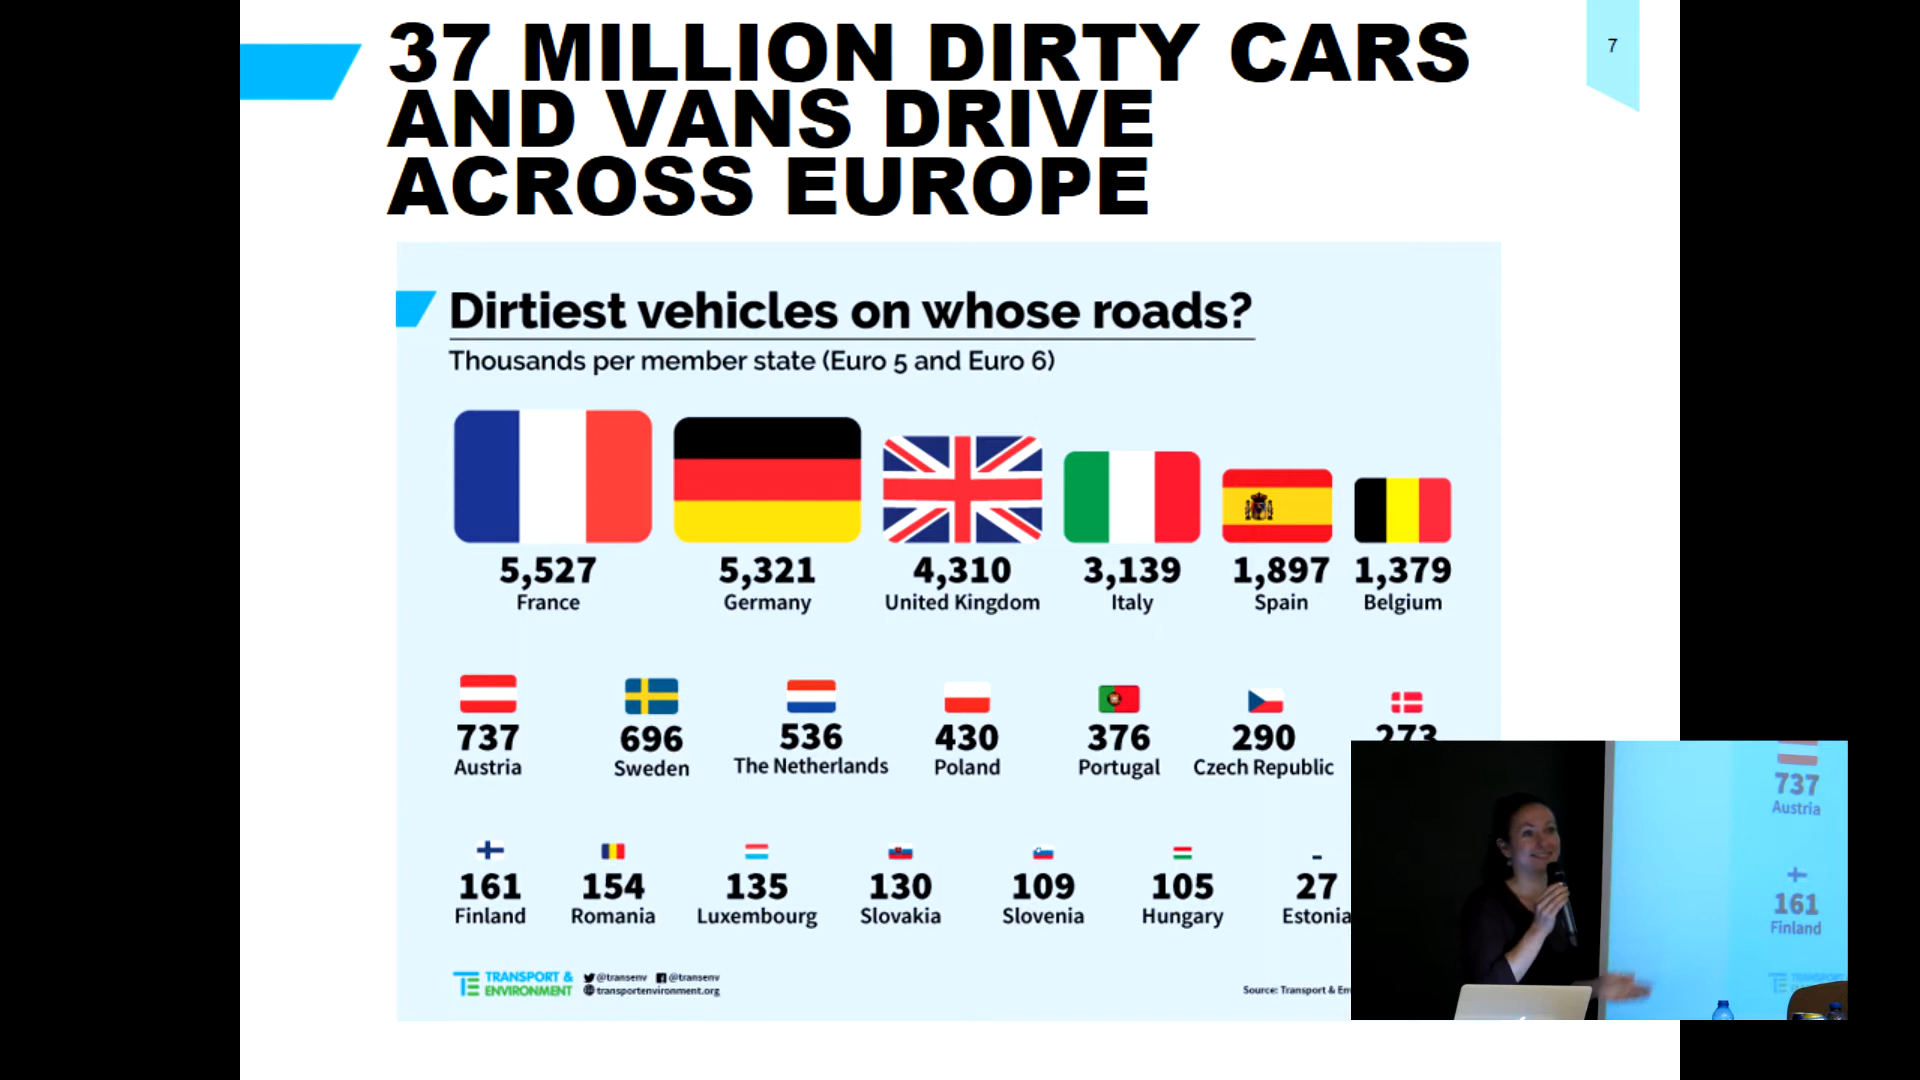 37 MILLION DIRTY CARS
AND VANS DRIVE
ACROSS EUROPE
7
Dirtiest vehicles on whose roads?
Thousands per member state (Euro 5 and Euro 6)
5,527 5,321 4,310 3,139 1,897 1,379
France Germany United Kingdom Italy Spain Belgium
737 696 536 430 376 290 273
Austria Sweden The Netherlands Poland Portugal Czech Republic
161 154 135 130 109 105 27
Finland Romania Luxembourg Slovakia Slovenia Hungary Estonia
TRANSPORT &
ENVIRONMENT
@transenv @transenv
transportenvironment.org
Source: Transport &
737
Austria
161
Finland